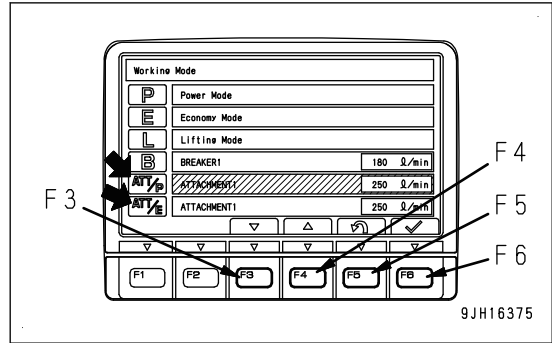 Working Mode
P Power Mode
E Economy Mode
L Lifting Mode
B BREAKER1 180 ℓ/min
ATT/P ATTACHMENT1 250 ℓ/min
ATT/E ATTACHMENT1 250 ℓ/min
F1 F2 F3 F4 F5 F6
F3
F4
F5
F6
9JH16375